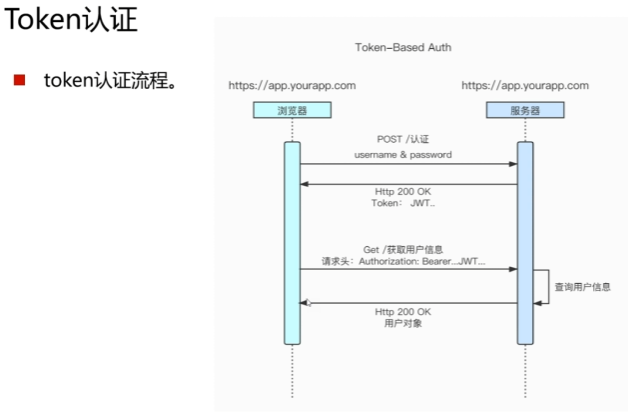 Token认证
token认证流程。
Token-Based Auth
https://app.yourapp.com
https://app.yourapp.com
浏览器
服务器
POST /认证
username & password
Http 200 OK
Token： JWT..
Get /获取用户信息
请求头：Authorization: Bearer...JWT...
查询用户信息
Http 200 OK
用户对象